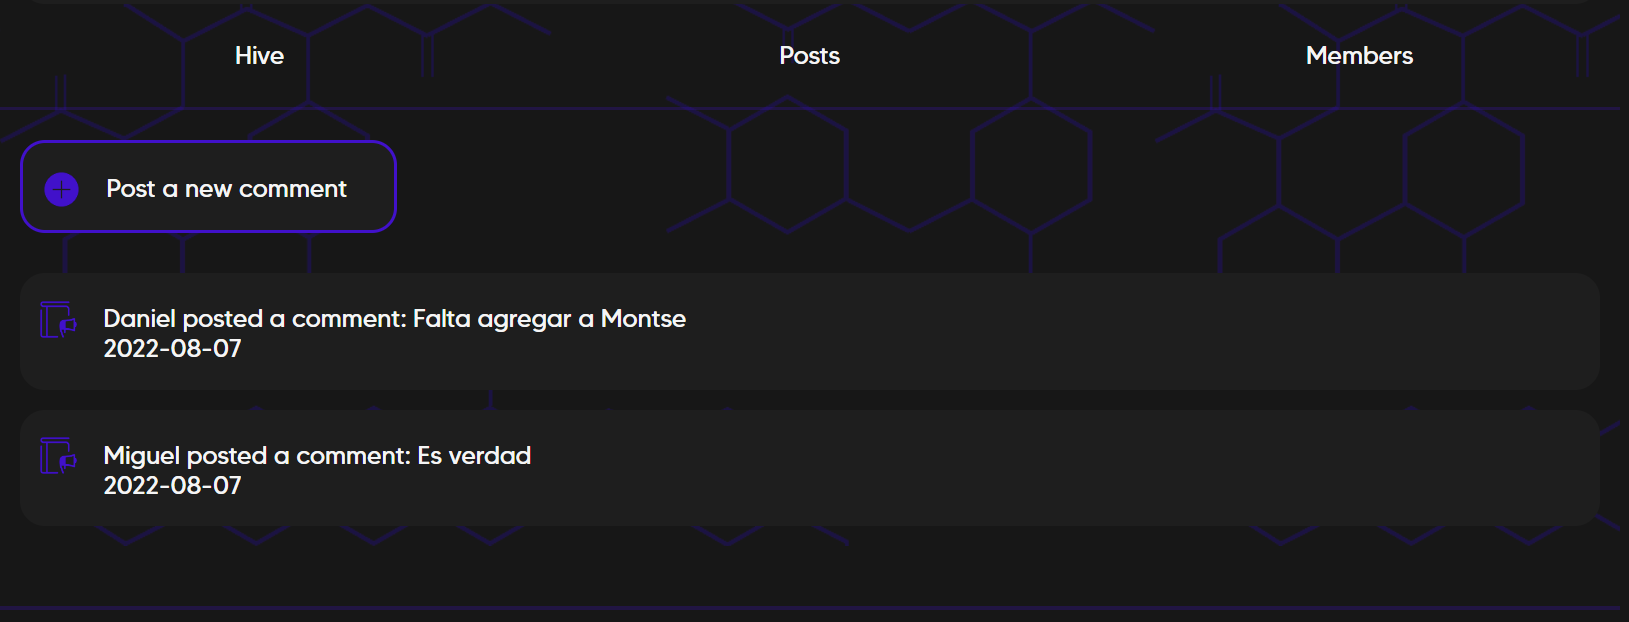 Hive
Posts
Members
Post a new comment
Daniel posted a comment: Falta agregar a Montse
2022-08-07
Miguel posted a comment: Es verdad
2022-08-07